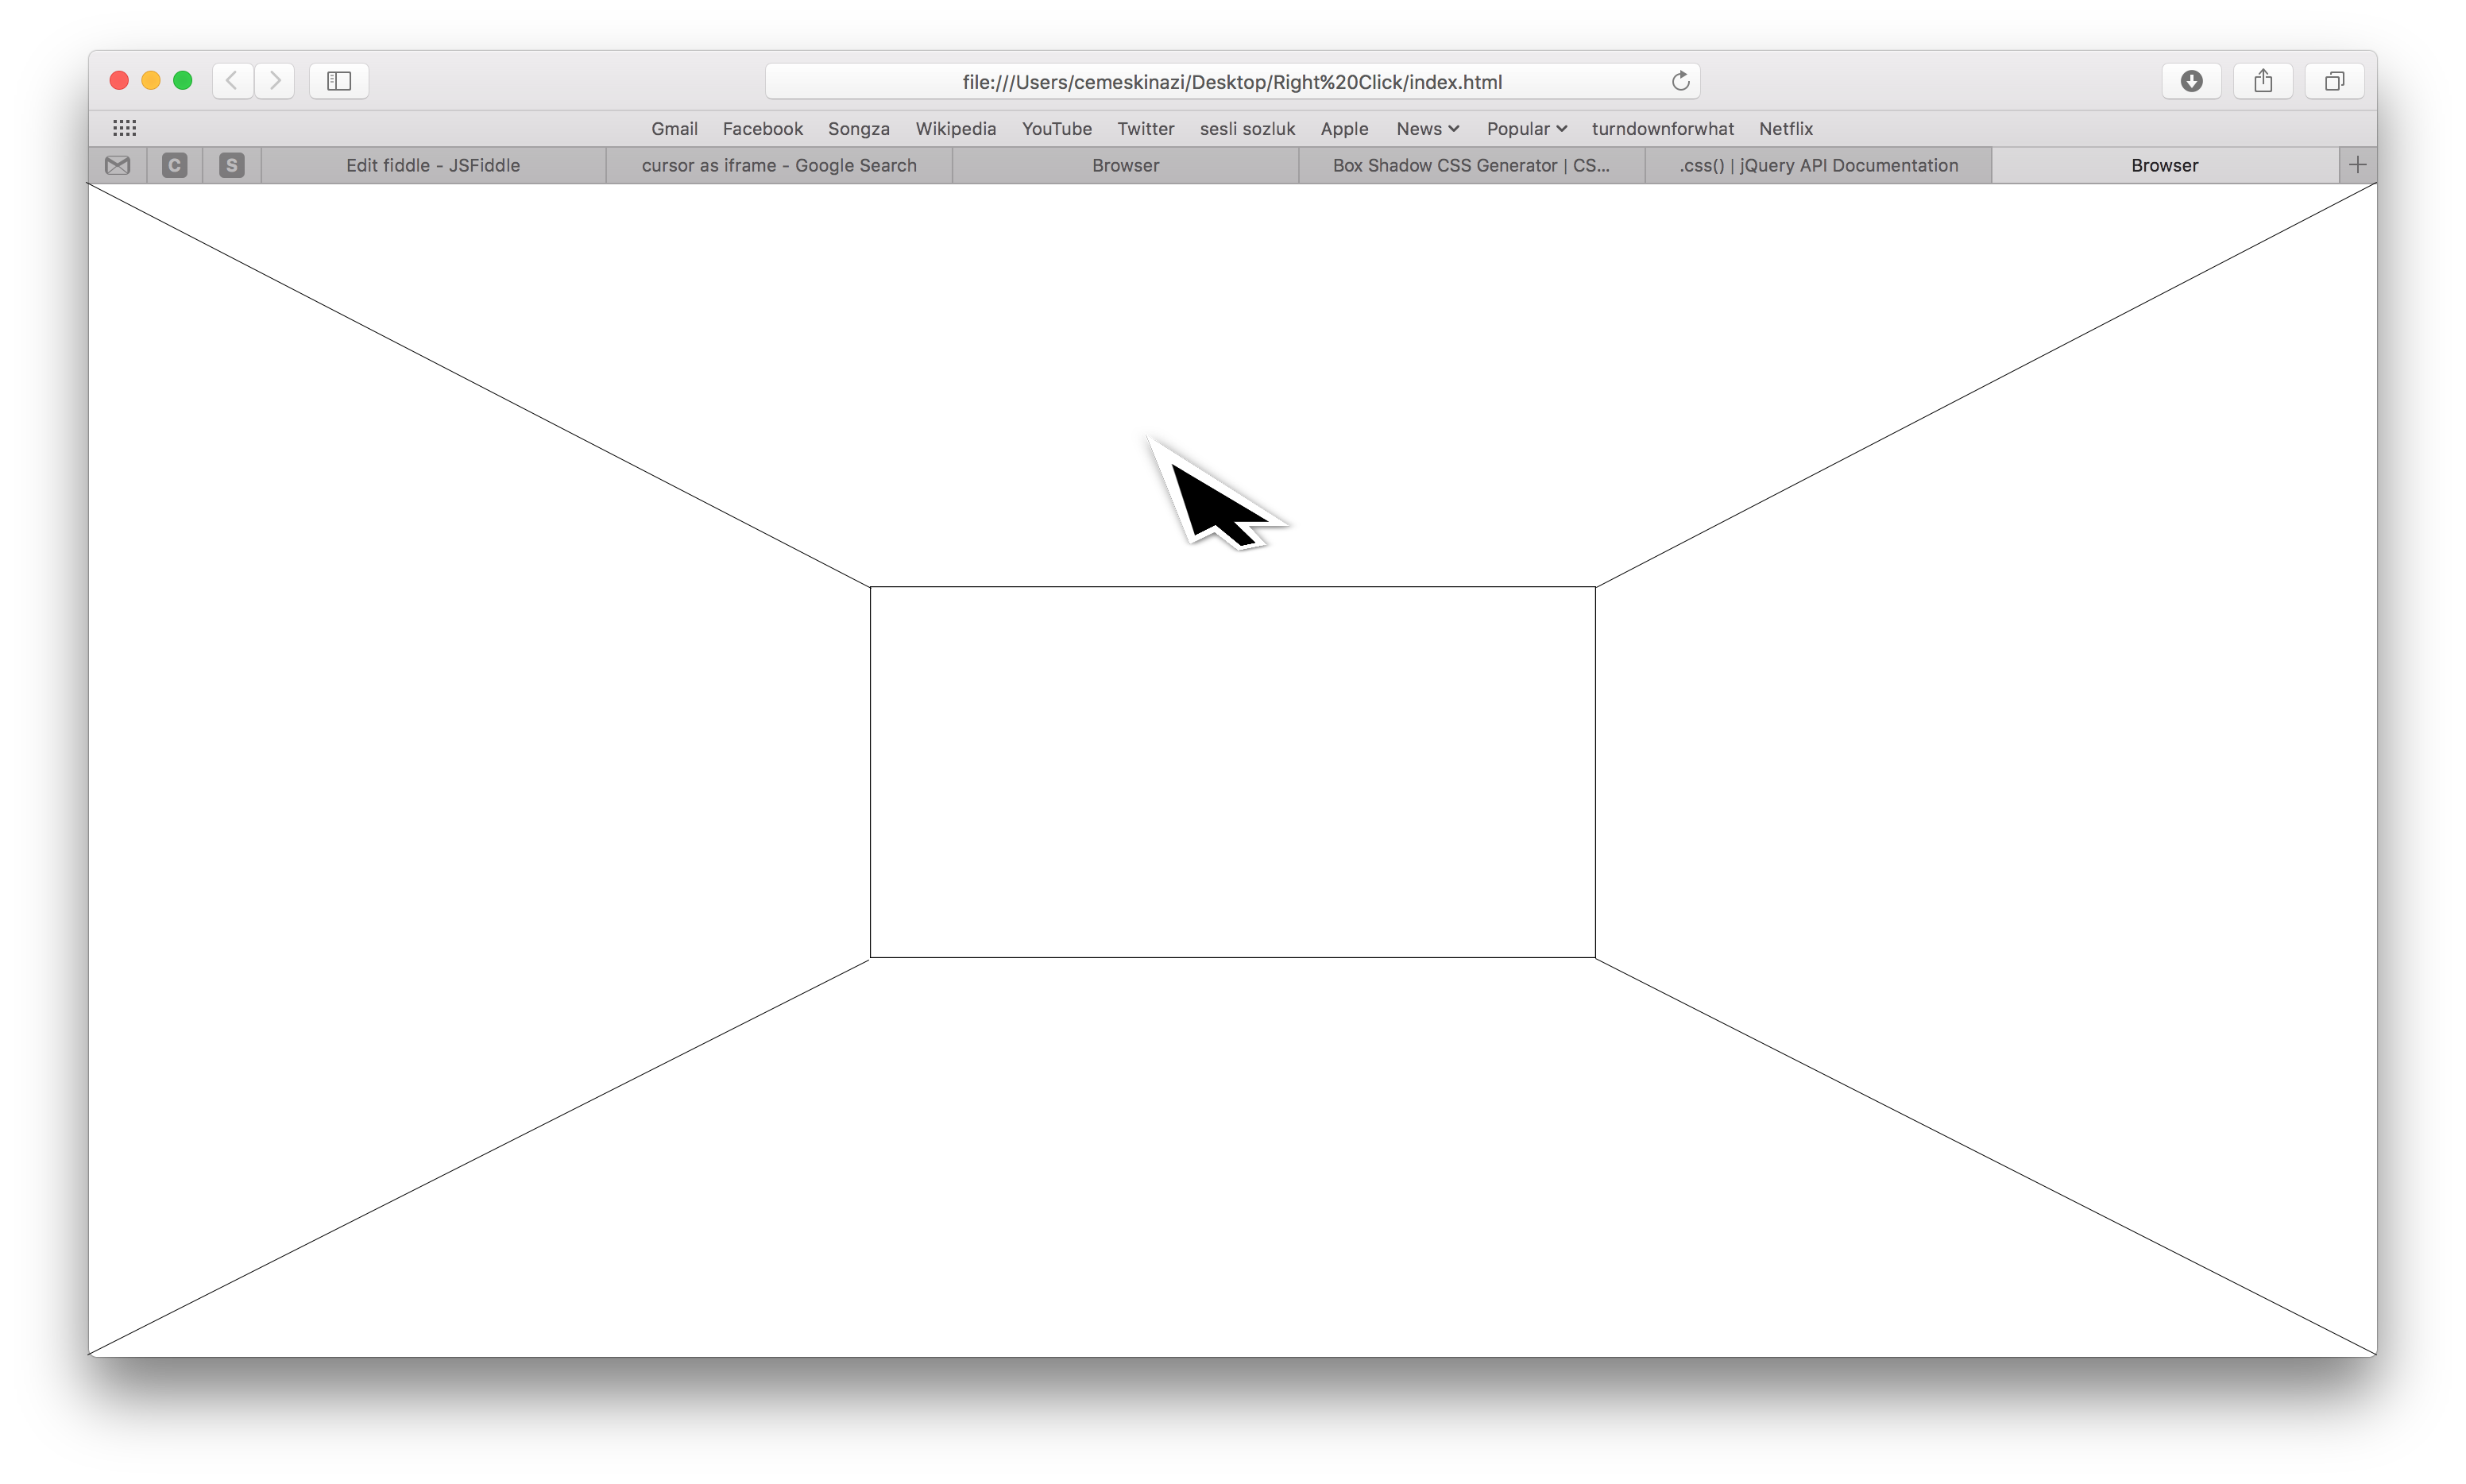 file:///Users/cemeskinazi/Desktop/Right%20Click/index.html
Gmail Facebook Songza Wikipedia YouTube Twitter sesli sozluk Apple News Popular turndownforwhat Netflix
C S Edit fiddle - JSFiddle cursor as iframe - Google Search Browser Box Shadow CSS Generator | CS... .css() | jQuery API Documentation Browser